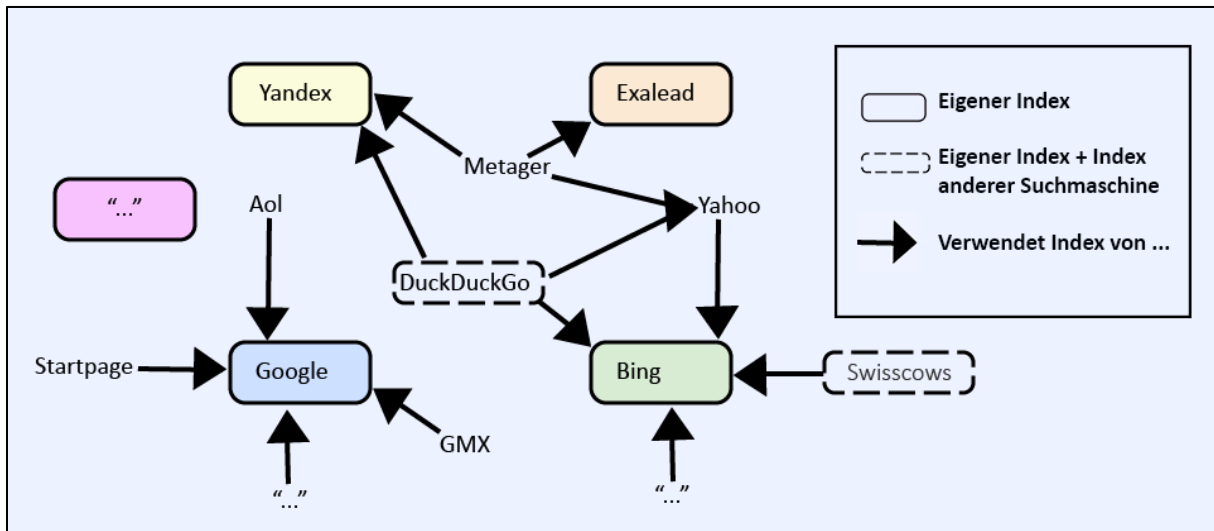 Yandex
Exalead
Metager
“...”
Aol
Yahoo
DuckDuckGo
Startpage
Google
Bing
Swisscows
GMX
“...”
“...”
Eigener Index
Eigener Index + Index
anderer Suchmaschine
Verwendet Index von ...